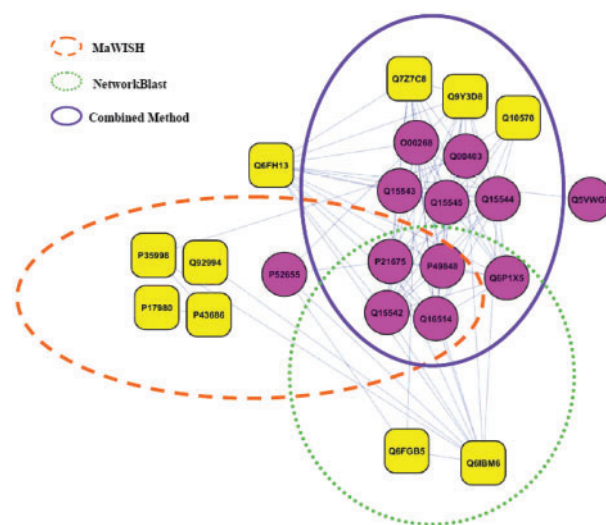 MaWISH
NetworkBlast
Combined Method
Q7Z7C8
Q9Y3D8
Q10570
O00268
Q00403
Q6FH13
Q15543
Q15545
Q15544
P35998
Q92994
P52655
P21675
P49848
Q6P1X5
P17980
P43686
Q15542
Q16514
Q6FGB5
Q6IBM6